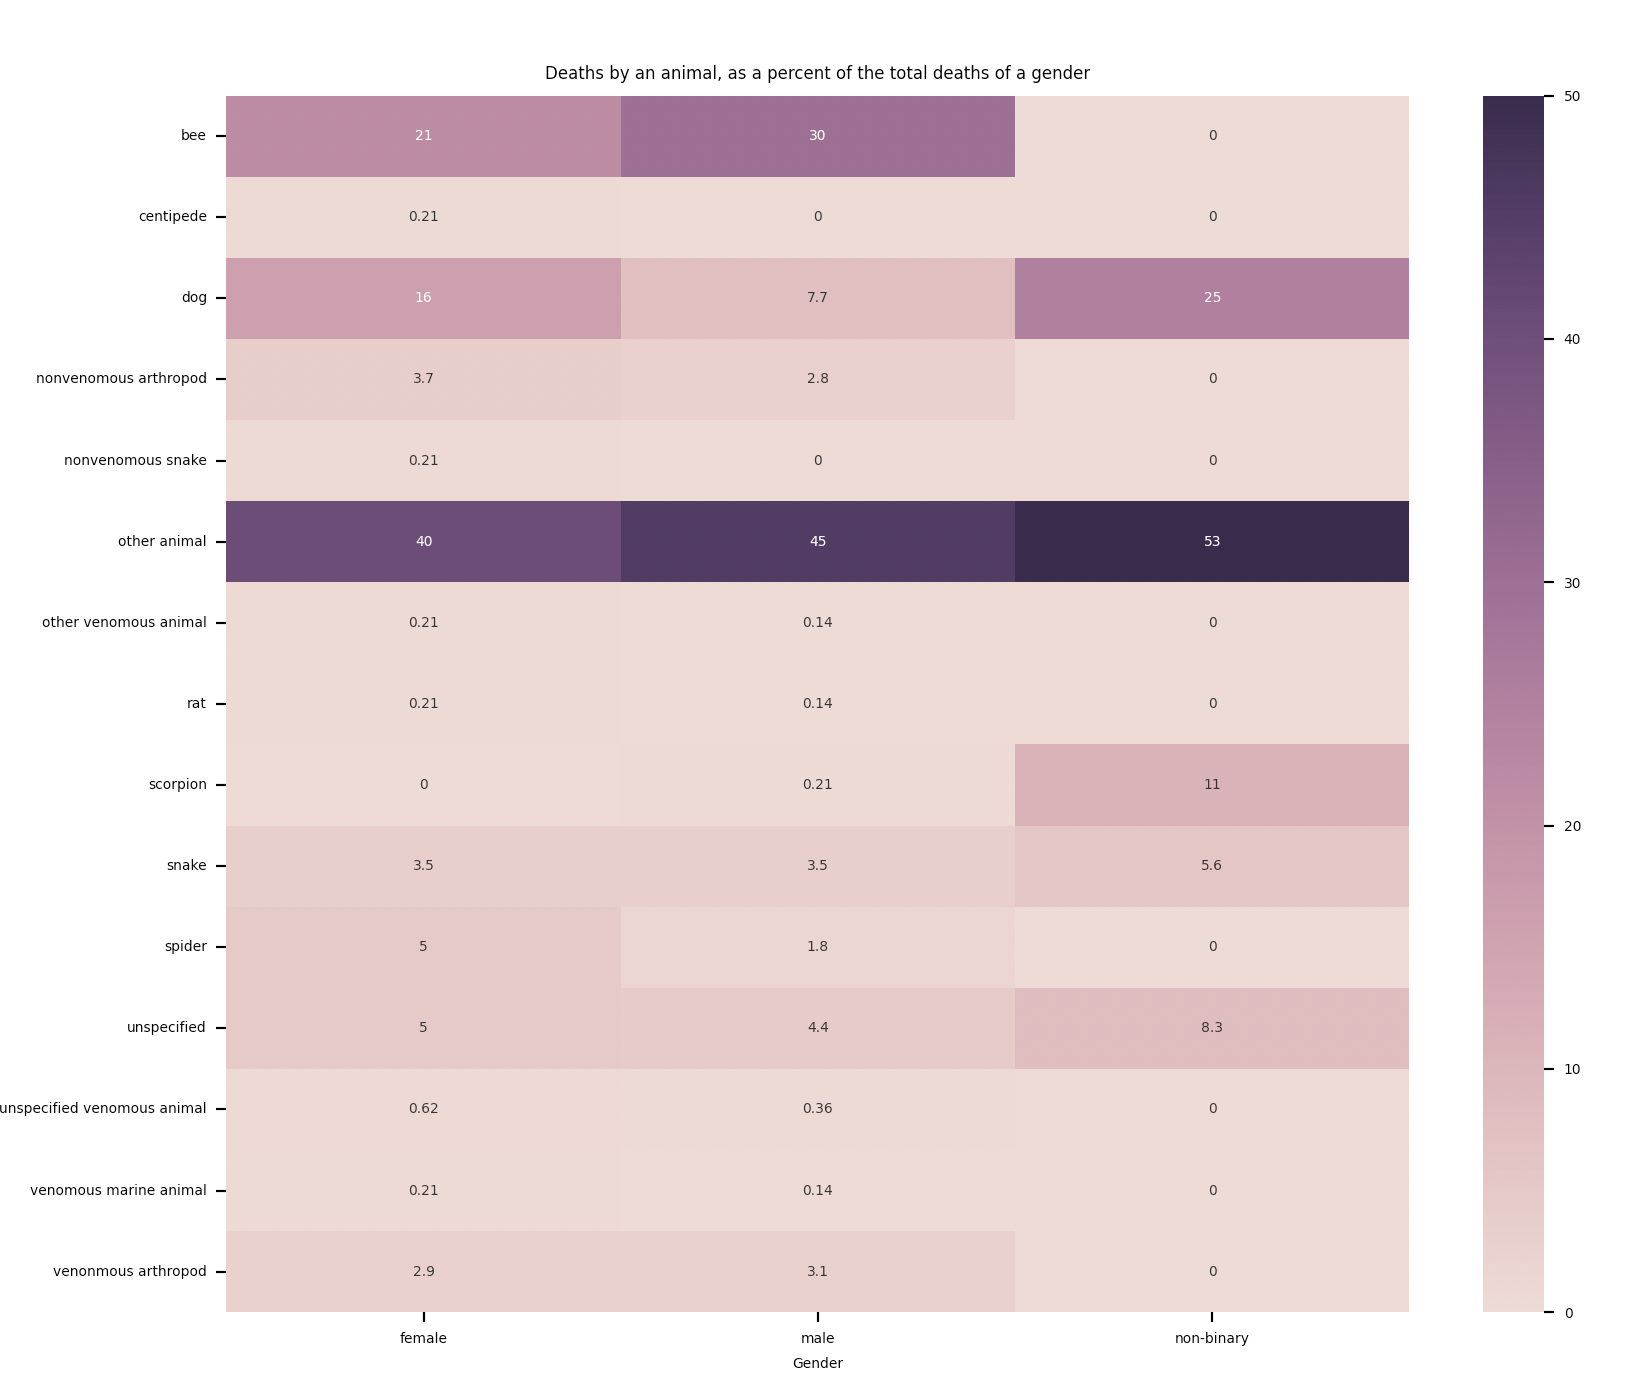 Deaths by an animal, as a percent of the total deaths of a gender
bee 21 30 0
centipede 0.21 0 0
dog 16 7.7 25
nonvenomous arthropod 3.7 2.8 0
nonvenomous snake 0.21 0 0
other animal 40 45 53
other venomous animal 0.21 0.14 0
rat 0.21 0.14 0
scorpion 0 0.21 11
snake 3.5 3.5 5.6
spider 5 1.8 0
unspecified 5 4.4 8.3
unspecified venomous animal 0.62 0.36 0
venomous marine animal 0.21 0.14 0
venonmous arthropod 2.9 3.1 0
female male non-binary
Gender
50
40
30
20
10
0